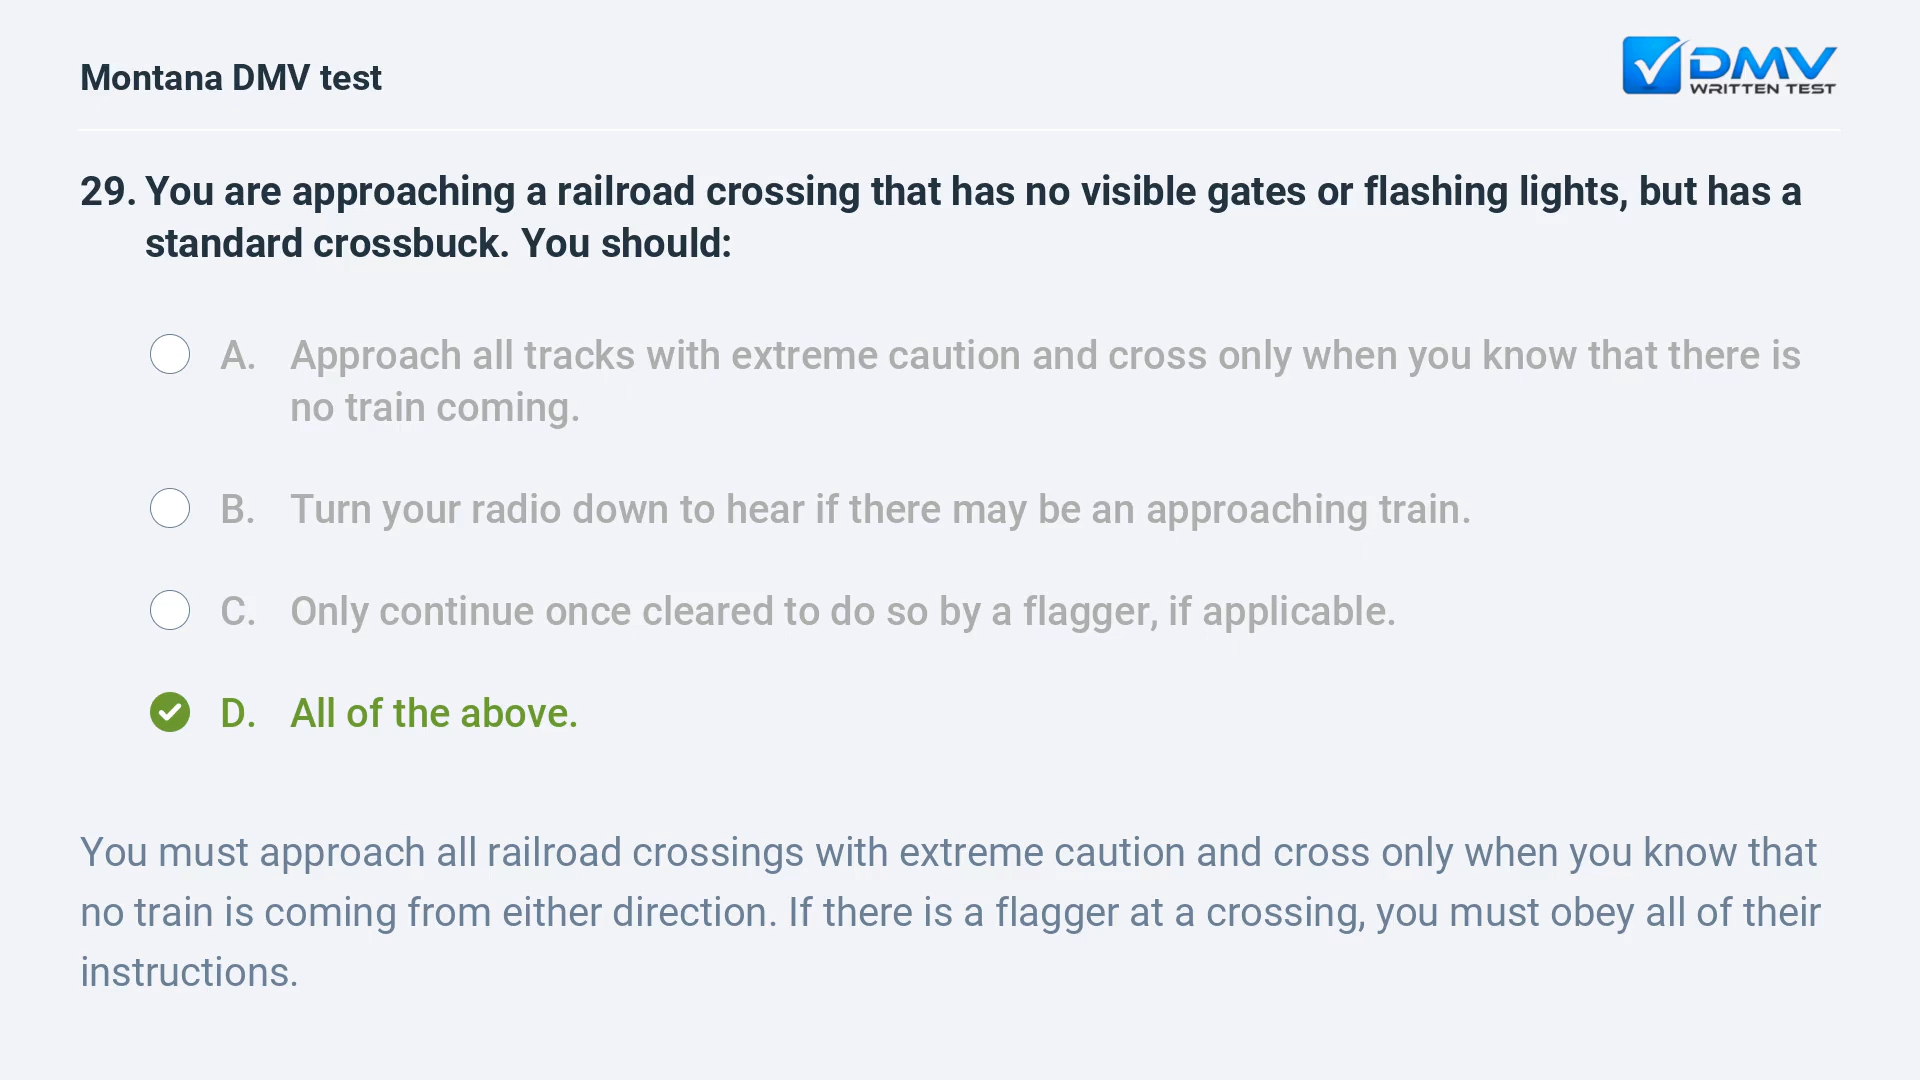 Montana DMV test
DMV
WRITTEN TEST
29. You are approaching a railroad crossing that has no visible gates or flashing lights, but has a
standard crossbuck. You should:
A. Approach all tracks with extreme caution and cross only when you know that there is
no train coming.
B. Turn your radio down to hear if there may be an approaching train.
C. Only continue once cleared to do so by a flagger, if applicable.
D. All of the above.
You must approach all railroad crossings with extreme caution and cross only when you know that
no train is coming from either direction. If there is a flagger at a crossing, you must obey all of their
instructions.